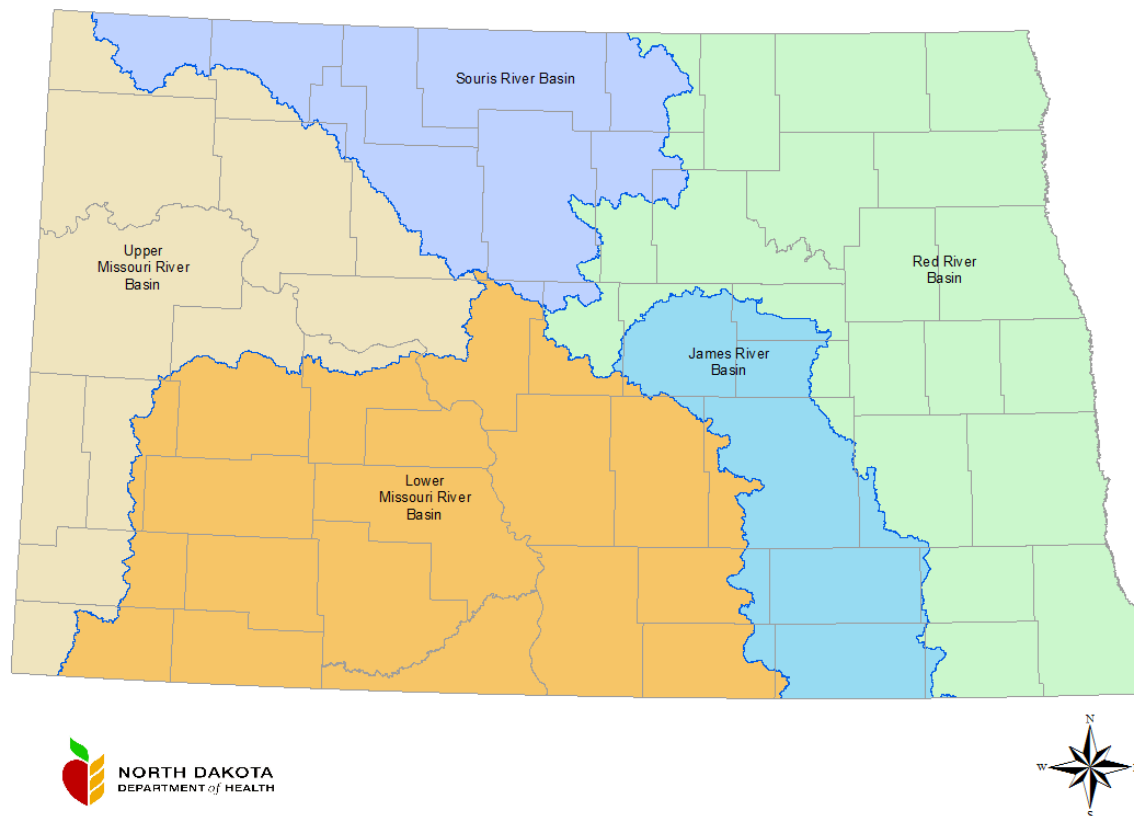 Souris River Basin
Upper
Missouri River
Basin
Red River
Basin
James River
Basin
Lower
Missouri River
Basin
NORTH DAKOTA
DEPARTMENT of HEALTH
N
W
S